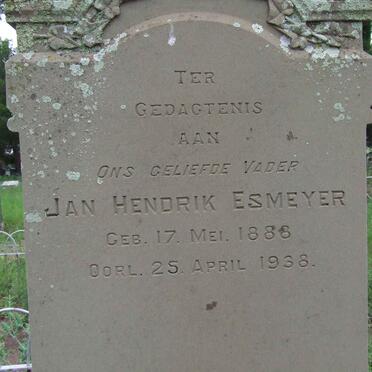 TER
GEDAGTENIS
AAN
ONS GELIEFDE VADER
JAN HENDRIK ESMEYER
GEB. 17. MEI. 1888
OORL. 25. APRIL 1938.